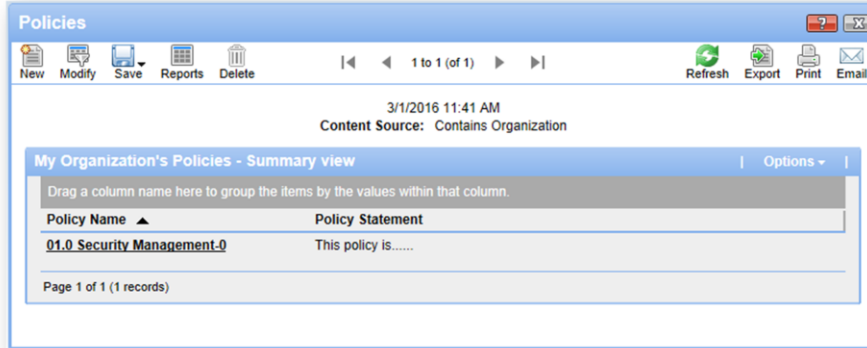 Policies
?
X
New Modify Save Reports Delete
1 to 1 (of 1)
Refresh Export Print Email
3/1/2016 11:41 AM
Content Source: Contains Organization
My Organization's Policies - Summary view | Options |
Drag a column name here to group the items by the values within that column.
Policy Name Policy Statement
01.0 Security Management-0 This policy is......
Page 1 of 1 (1 records)